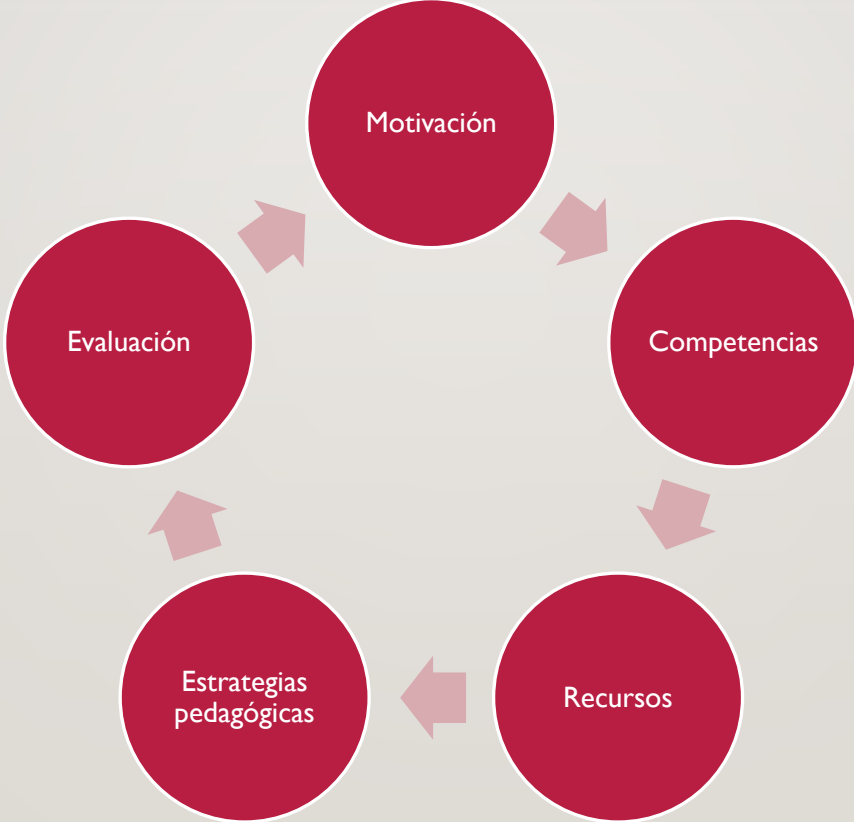 Motivación
Competencias
Recursos
Estrategias
pedagógicas
Evaluación